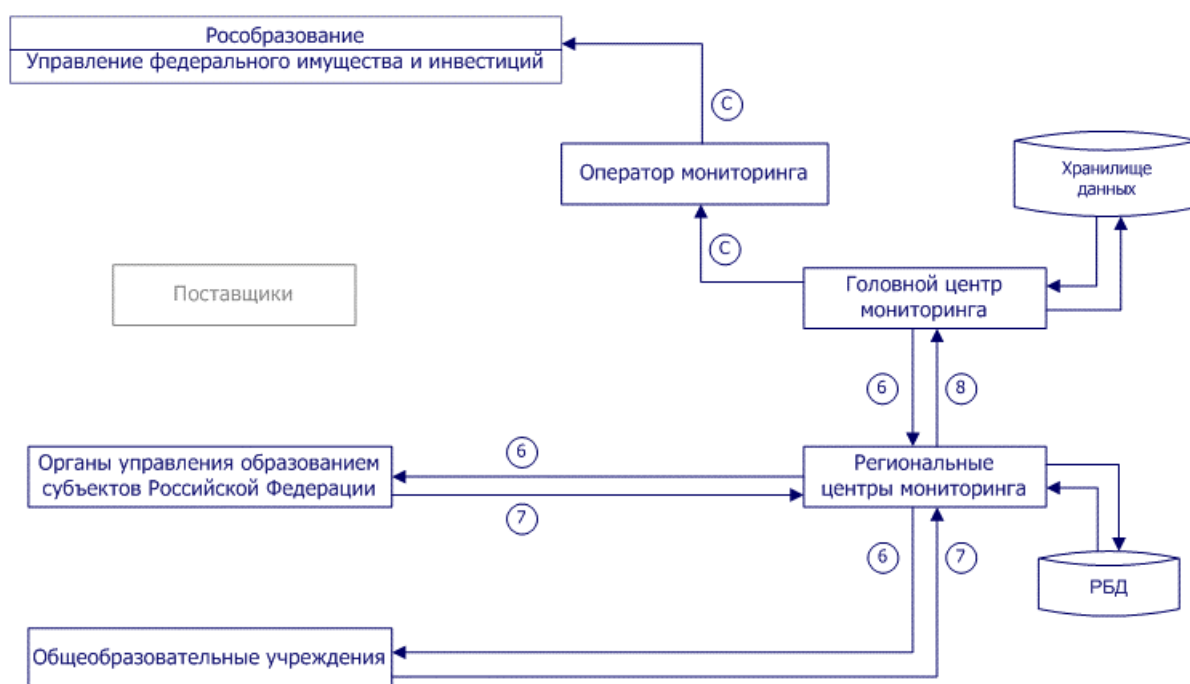 Рособразование
Управление федерального имущества и инвестиций
С
Оператор мониторинга
Хранилище
данных
С
Поставщики
Головной центр
мониторинга
6
8
Органы управления образованием
субъектов Российской Федерации
6
7
Региональные
центры мониторинга
6
7
РБД
Общеобразовательные учреждения